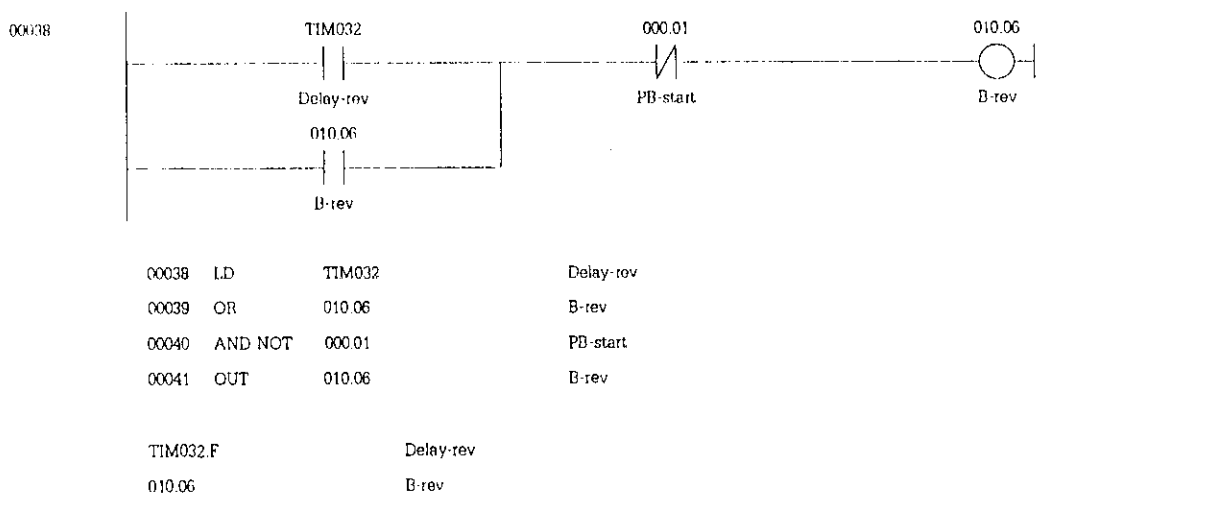 00038 TIM032 000.01 010.06
Delay-rev PB-start B-rev
010.06
B-rev
00038 LD TIM032 Delay-rev
00039 OR 010.06 B-rev
00040 AND NOT 000.01 PB-start
00041 OUT 010.06 B-rev
TIM032.F Delay-rev
010.06 B-rev